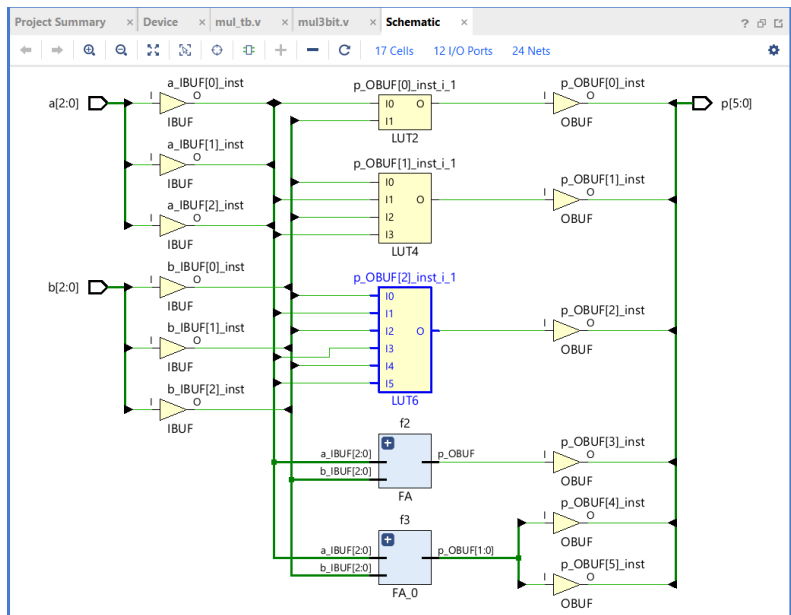 Project Summary × Device × mul_tb.v × mul3bit.v × Schematic × ?
17 Cells 12 I/O Ports 24 Nets
a[2:0]
a_IBUF[0]_inst
I O
IBUF
a_IBUF[1]_inst
I O
IBUF
a_IBUF[2]_inst
I O
IBUF
b[2:0]
b_IBUF[0]_inst
I O
IBUF
b_IBUF[1]_inst
I O
IBUF
b_IBUF[2]_inst
I O
IBUF
p_OBUF[0]_inst_i_1
I0 O
I1
LUT2
p_OBUF[1]_inst_i_1
I0
I1 O
I2
I3
LUT4
p_OBUF[2]_inst_i_1
I0
I1
I2 O
I3
I4
I5
LUT6
f2
a_IBUF[2:0] p_OBUF
b_IBUF[2:0]
FA
f3
a_IBUF[2:0] p_OBUF[1:0]
b_IBUF[2:0]
FA_0
p_OBUF[0]_inst
I O
OBUF
p[5:0]
p_OBUF[1]_inst
I O
OBUF
p_OBUF[2]_inst
I O
OBUF
p_OBUF[3]_inst
I O
OBUF
p_OBUF[4]_inst
I O
OBUF
p_OBUF[5]_inst
I O
OBUF